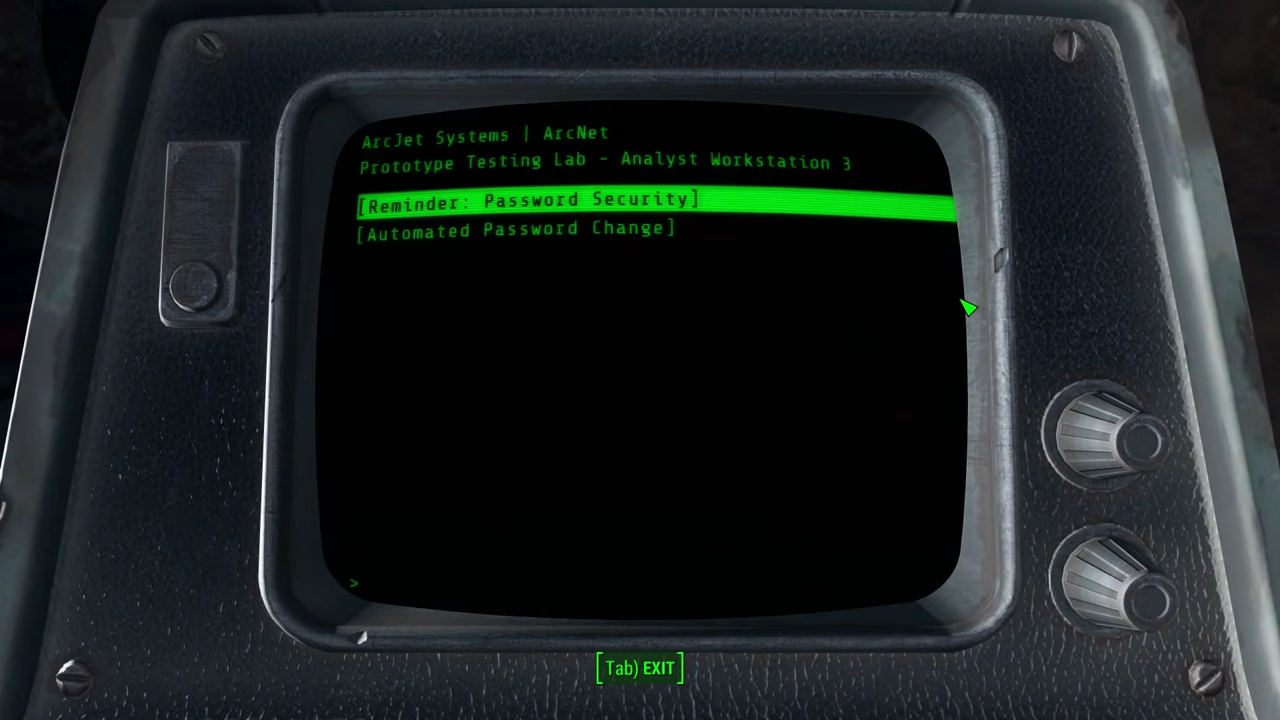 ArcJet Systems | ArcNet
Prototype Testing Lab - Analyst Workstation 3
[Reminder: Password Security]
[Automated Password Change]
>
[Tab) EXIT]